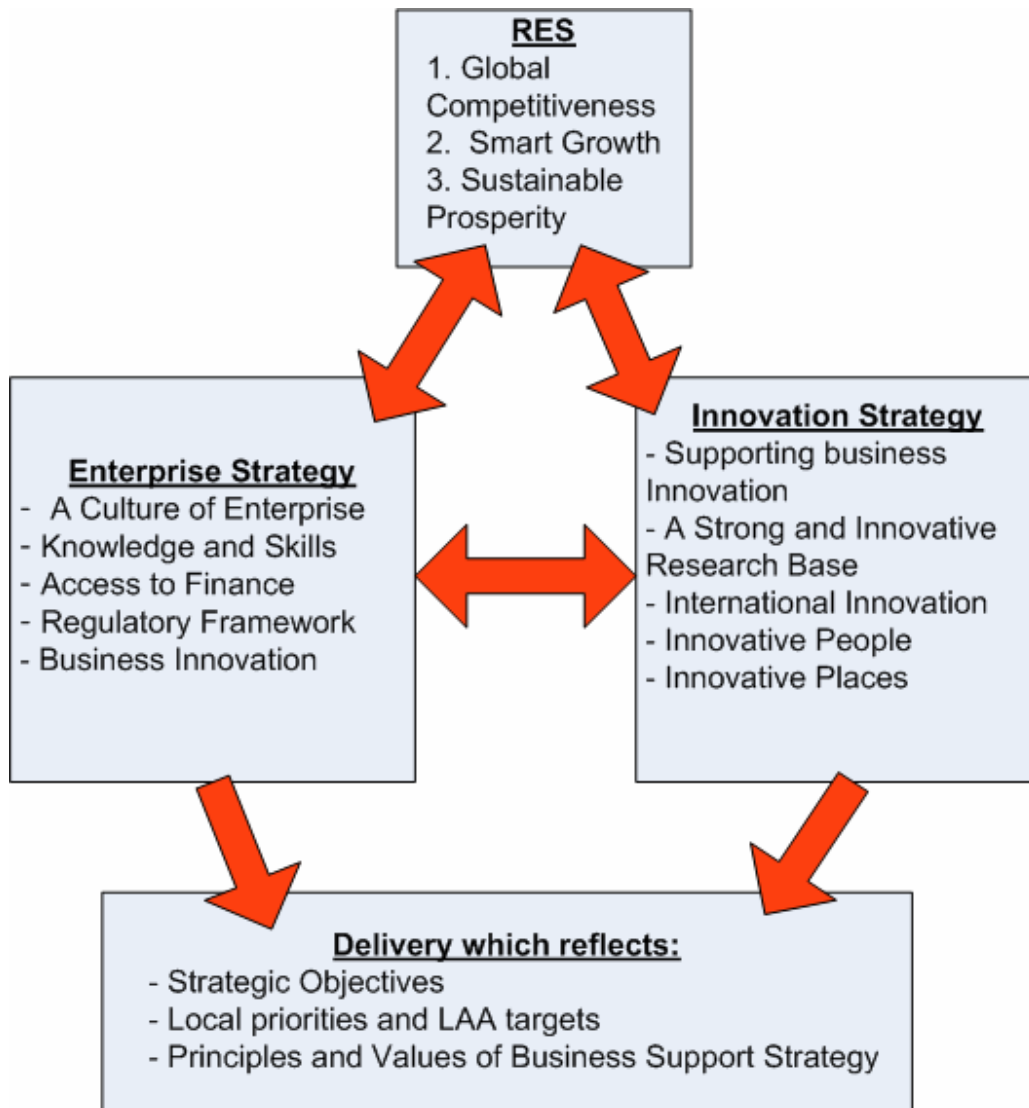 RES
1. Global
Competitiveness
2.  Smart Growth
3. Sustainable
Prosperity
Enterprise Strategy
-  A Culture of Enterprise
- Knowledge and Skills
- Access to Finance
- Regulatory Framework
- Business Innovation
Innovation Strategy
- Supporting business
Innovation
- A Strong and Innovative
Research Base
- International Innovation
- Innovative People
- Innovative Places
Delivery which reflects:
- Strategic Objectives
- Local priorities and LAA targets
- Principles and Values of Business Support Strategy